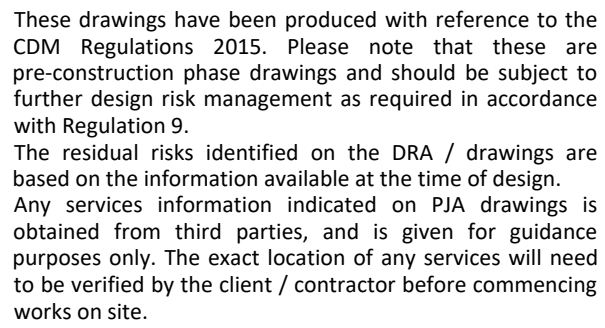 These drawings have been produced with reference to the
CDM Regulations 2015. Please note that these are
pre-construction phase drawings and should be subject to
further design risk management as required in accordance
with Regulation 9.
The residual risks identified on the DRA / drawings are
based on the information available at the time of design.
Any services information indicated on PJA drawings is
obtained from third parties, and is given for guidance
purposes only. The exact location of any services will need
to be verified by the client / contractor before commencing
works on site.